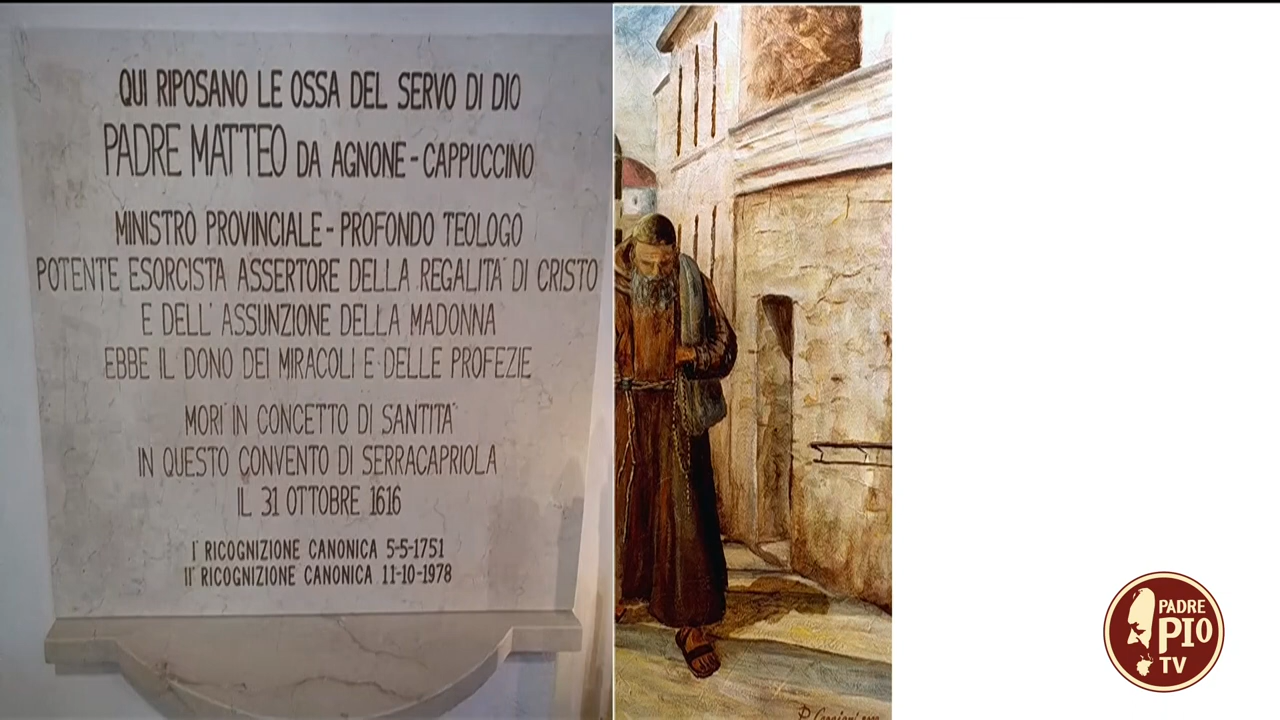 QUI RIPOSANO LE OSSA DEL SERVO DI DIO
PADRE MATTEO DA AGNONE - CAPPUCCINO
MINISTRO PROVINCIALE - PROFONDO TEOLOGO
POTENTE ESORCISTA ASSERTORE DELLA REGALITA' DI CRISTO
E DELL' ASSUNZIONE DELLA MADONNA
EBBE IL DONO DEI MIRACOLI E DELLE PROFEZIE
MORI' IN CONCETTO DI SANTITA'
IN QUESTO CONVENTO DI SERRACAPRIOLA
IL 31 OTTOBRE 1616
I' RICOGNIZIONE CANONICA 5-5-1751
II' RICOGNIZIONE CANONICA 11-10-1978
PADRE
PIO
TV